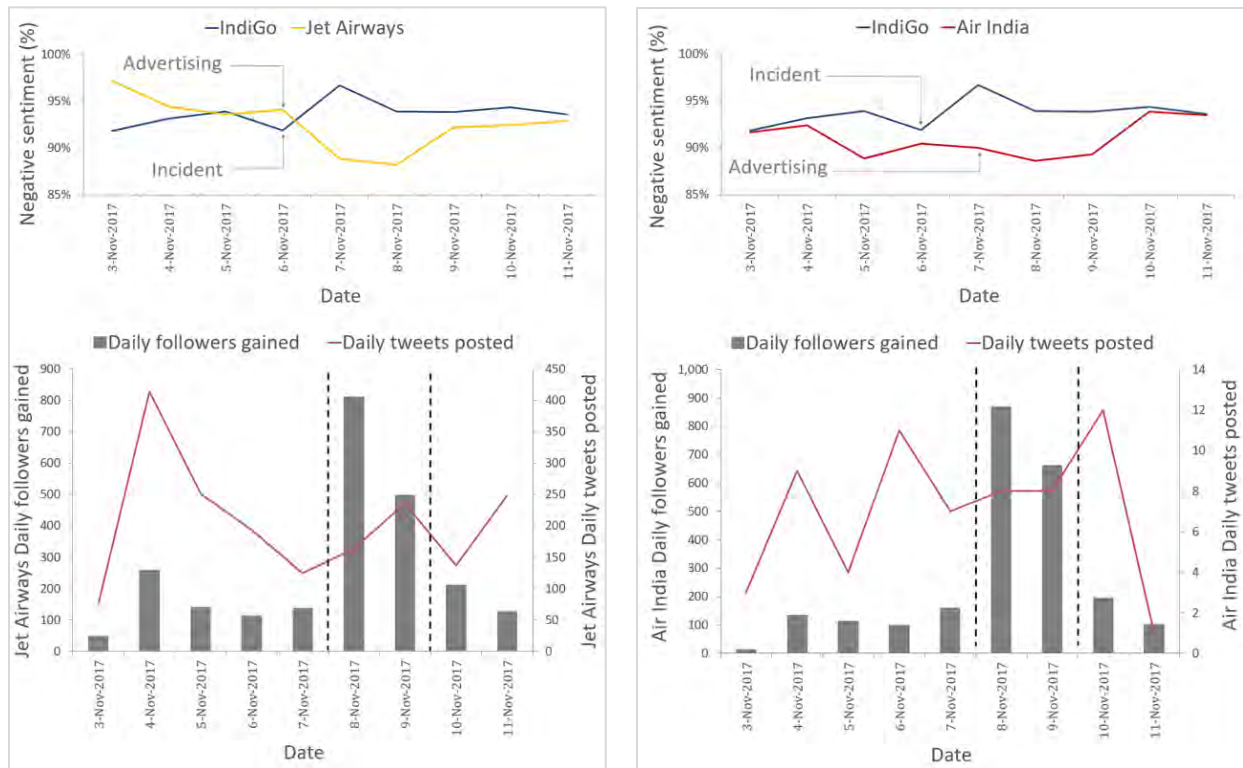 IndiGo Jet Airways
Negative sentiment (%)
100%
95%
90%
85%
Advertising
Incident
3-Nov-2017
4-Nov-2017
5-Nov-2017
6-Nov-2017
7-Nov-2017
8-Nov-2017
9-Nov-2017
10-Nov-2017
11-Nov-2017
Date
Daily followers gained Daily tweets posted
Jet Airways Daily followers gained
900
800
700
600
500
400
300
200
100
0
450
400
350
300
250
200
150
100
50
0
Jet Airways Daily tweets posted
3-Nov-2017
4-Nov-2017
5-Nov-2017
6-Nov-2017
7-Nov-2017
8-Nov-2017
9-Nov-2017
10-Nov-2017
11-Nov-2017
Date
IndiGo Air India
Negative sentiment (%)
100%
95%
90%
85%
Incident
Advertising
3-Nov-2017
4-Nov-2017
5-Nov-2017
6-Nov-2017
7-Nov-2017
8-Nov-2017
9-Nov-2017
10-Nov-2017
11-Nov-2017
Date
Daily followers gained Daily tweets posted
Air India Daily followers gained
1,000
900
800
700
600
500
400
300
200
100
0
14
12
10
8
6
4
2
0
Air India Daily tweets posted
3-Nov-2017
4-Nov-2017
5-Nov-2017
6-Nov-2017
7-Nov-2017
8-Nov-2017
9-Nov-2017
10-Nov-2017
11-Nov-2017
Date